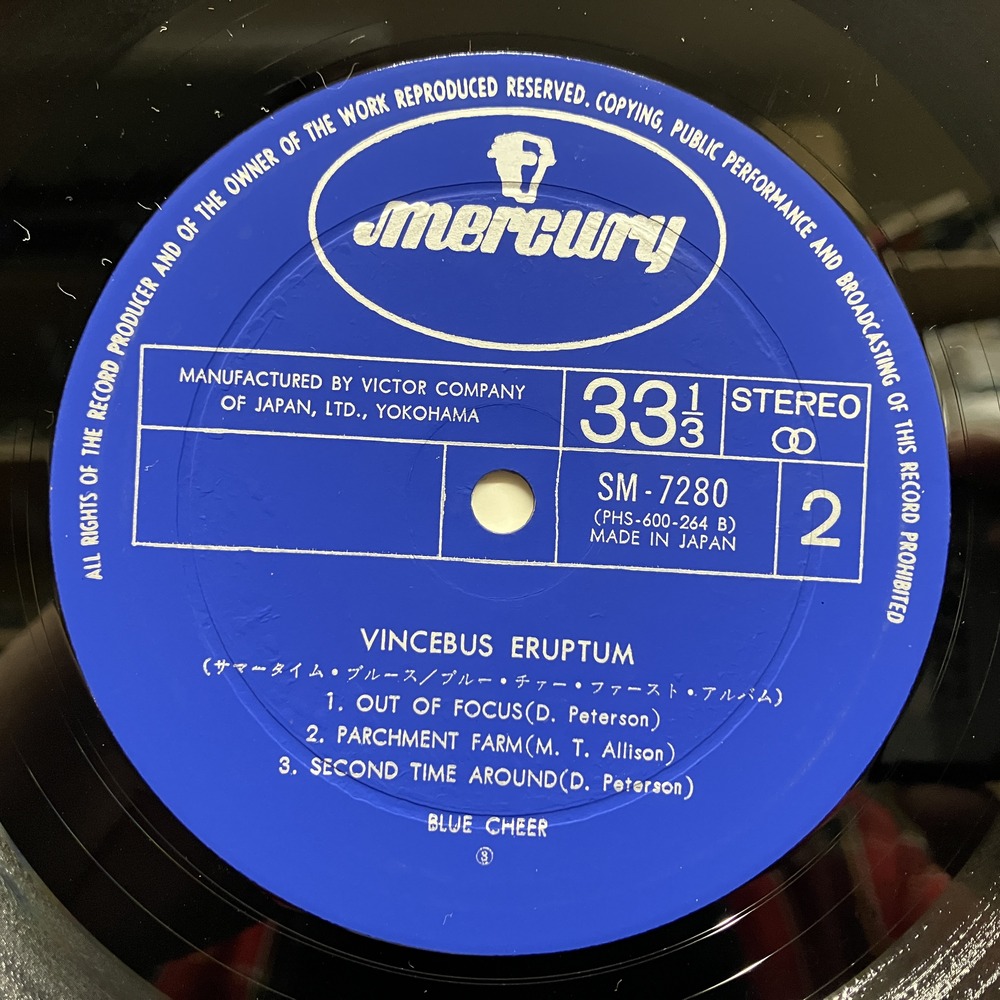 ALL RIGHTS OF THE RECORD PRODUCER AND OF THE OWNER OF THE WORK REPRODUCED RESERVED. COPYING, PUBLIC PERFORMANCE AND BROADCASTING OF THIS RECORD PROHIBITED
mercury
MANUFACTURED BY VICTOR COMPANY
OF JAPAN, LTD., YOKOHAMA
33 1/3
STEREO
SM-7280
(PHS-600-264 B)
MADE IN JAPAN
2
VINCEBUS ERUPTUM
(サマータイム・ブルース/ブルー・チァー・ファースト・アルバム)
1. OUT OF FOCUS(D. Peterson)
2. PARCHMENT FARM(M. T. Allison)
3. SECOND TIME AROUND(D. Peterson)
BLUE CHEER
③